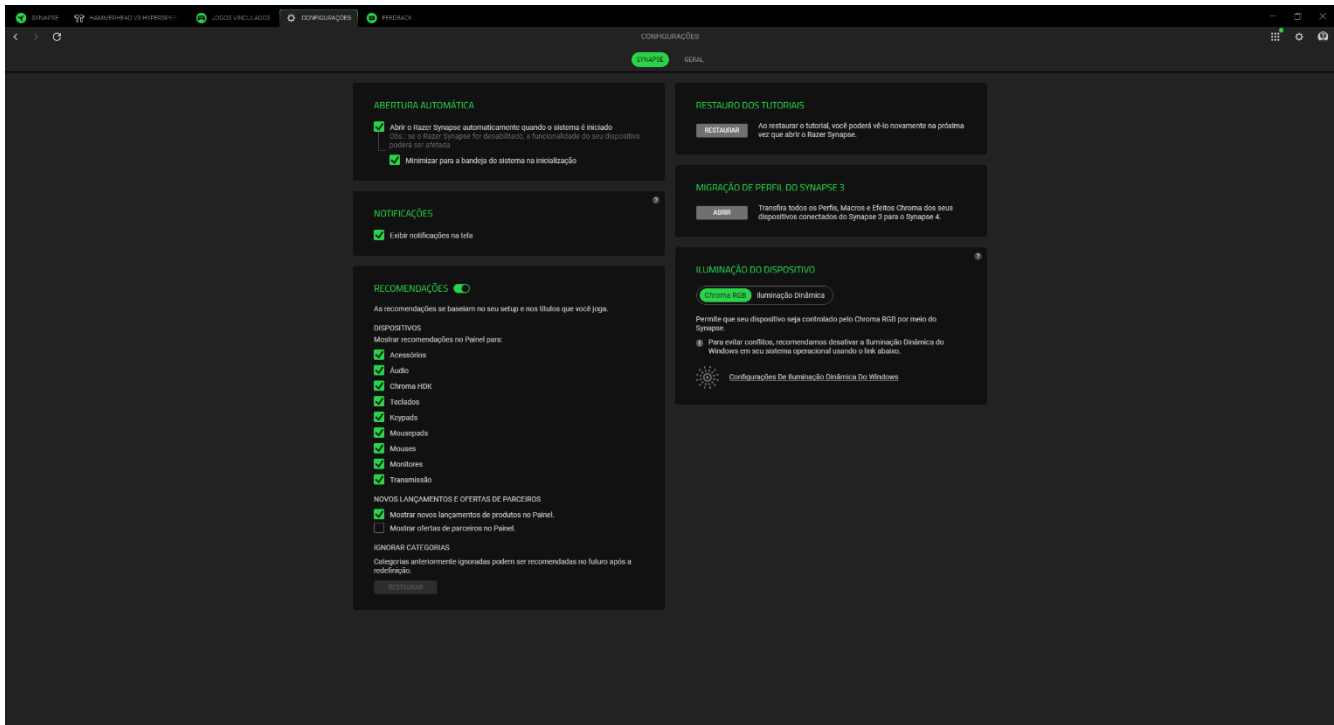 SYNAPSE
HAMMERHEAD V3 HYPERSPE
JOGOS VINCULADOS
CONFIGURAÇÕES
FEEDBACK
CONFIGURAÇÕES
SYNAPSE
GERAL
ABERTURA AUTOMÁTICA
Abrir o Razer Synapse automaticamente quando o sistema é iniciado
Obs.: se o Razer Synapse for desabilitado, a funcionalidade do seu dispositivo
poderá ser afetada
Minimizar para a bandeja do sistema na inicialização
NOTIFICAÇÕES
Exibir notificações na tela
RECOMENDAÇÕES
As recomendações se baseiam no seu setup e nos títulos que você joga.
DISPOSITIVOS
Mostrar recomendações no Painel para:
Acessórios
Áudio
Chroma HDK
Teclados
Keypads
Mousepads
Mouses
Monitores
Transmissão
NOVOS LANÇAMENTOS E OFERTAS DE PARCEIROS
Mostrar novos lançamentos de produtos no Painel.
Mostrar ofertas de parceiros no Painel.
IGNORAR CATEGORIAS
Categorias anteriormente ignoradas podem ser recomendadas no futuro após a
redefinição.
RESTAURAR
RESTAURO DOS TUTORIAIS
RESTAURAR
Ao restaurar o tutorial, você poderá vê-lo novamente na próxima
vez que abrir o Razer Synapse.
MIGRAÇÃO DE PERFIL DO SYNAPSE 3
ABRIR
Transfira todos os Perfis, Macros e Efeitos Chroma dos seus
dispositivos conectados do Synapse 3 para o Synapse 4.
ILUMINAÇÃO DO DISPOSITIVO
Chroma RGB
Iluminação Dinâmica
Permite que seu dispositivo seja controlado pelo Chroma RGB por meio do
Synapse.
Para evitar conflitos, recomendamos desativar a Iluminação Dinâmica do
Windows em seu sistema operacional usando o link abaixo.
Configurações De Iluminação Dinâmica Do Windows